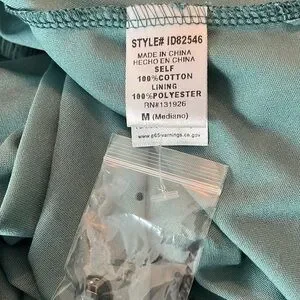 STYLE# ID82546
MADE IN CHINA
HECHO EN CHINA
SELF
100%COTTON
LINING
100%POLYESTER
RN#131926
M (Mediano)
www.p65warnings.ca.gov